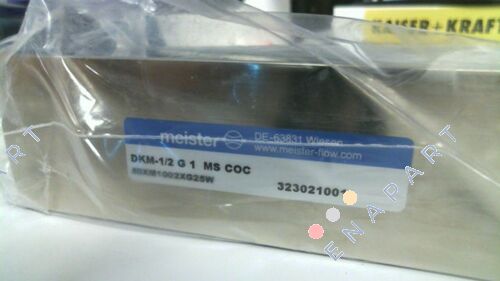 KAISER+KRAFT
meister DE-63831 Wiesen
www.meister-flow.com
DKM-1/2 G 1 MS COC
323021001
ENAPART